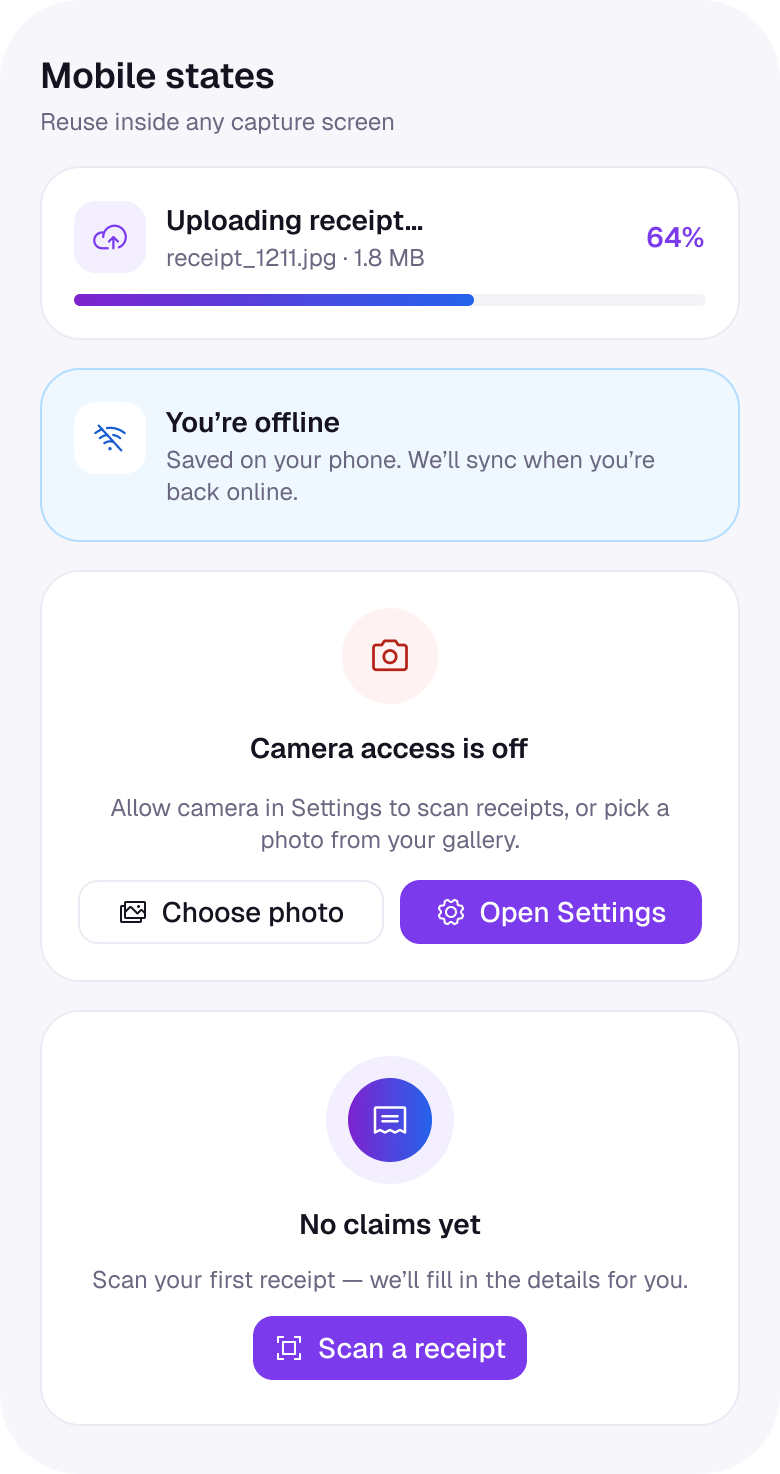 Mobile states
Reuse inside any capture screen
Uploading receipt…
receipt_1211.jpg · 1.8 MB
64%
You’re offline
Saved on your phone. We’ll sync when you’re
back online.
Camera access is off
Allow camera in Settings to scan receipts, or pick a
photo from your gallery.
Choose photo
Open Settings
No claims yet
Scan your first receipt — we’ll fill in the details for you.
Scan a receipt